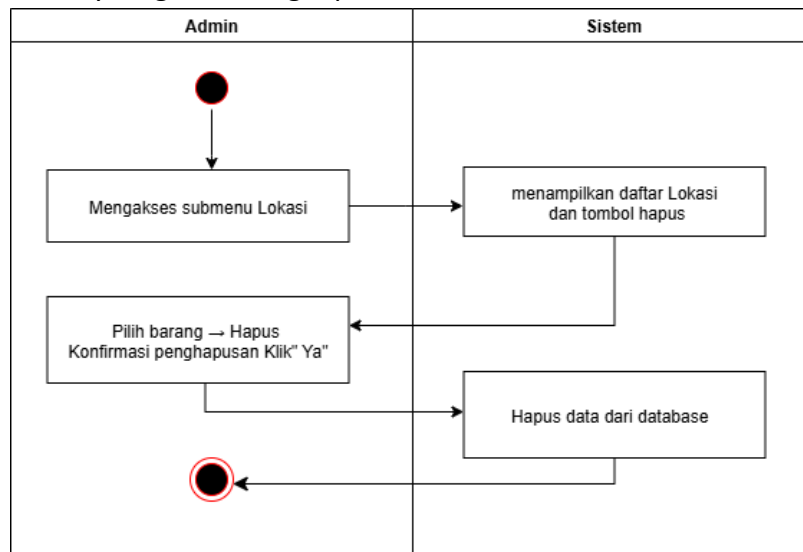 Admin
Sistem
Mengakses submenu Lokasi
menampilkan daftar Lokasi
dan tombol hapus
Pilih barang → Hapus
Konfirmasi penghapusan Klik" Ya"
Hapus data dari database